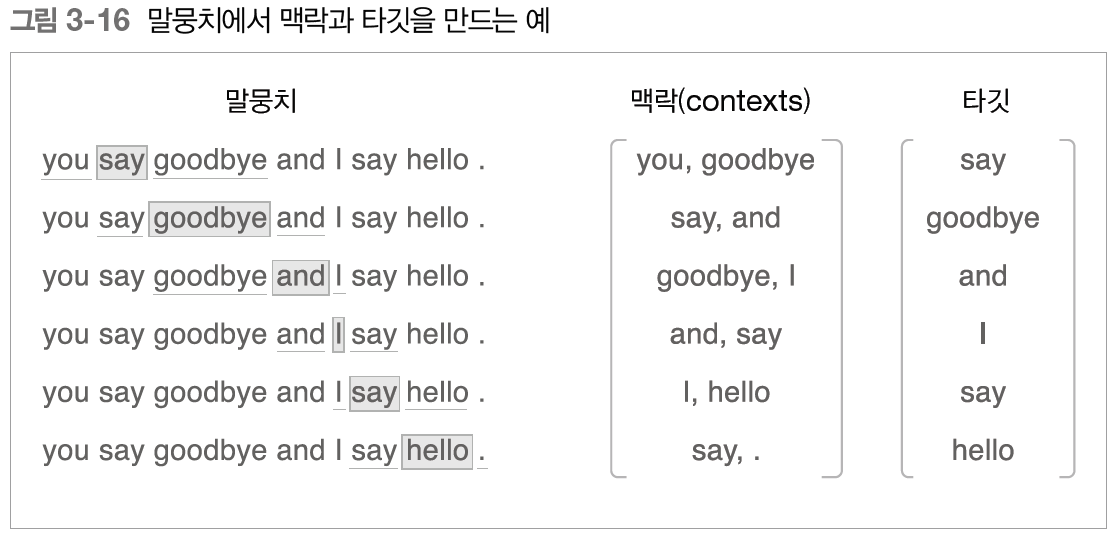 그림 3-16 말뭉치에서 맥락과 타깃을 만드는 예
말뭉치 맥락(contexts) 타깃
you say goodbye and I say hello . you, goodbye say
you say goodbye and I say hello . say, and goodbye
you say goodbye and I say hello . goodbye, I and
you say goodbye and I say hello . and, say I
you say goodbye and I say hello . I, hello say
you say goodbye and I say hello . say, . hello